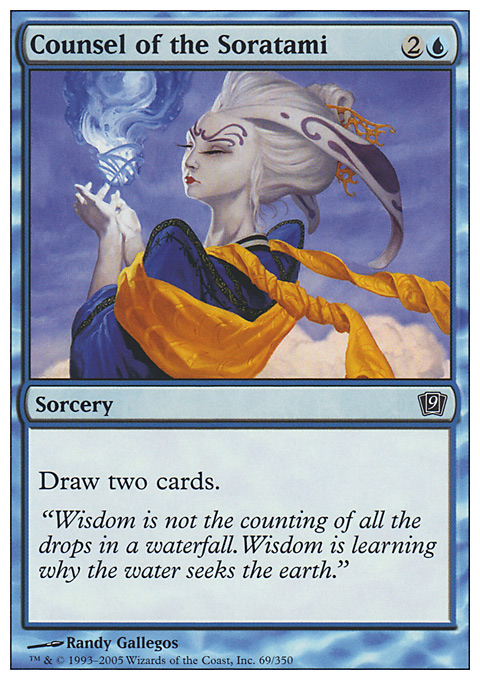 Counsel of the Soratami 2
Sorcery 9
Draw two cards.
“Wisdom is not the counting of all the
drops in a waterfall. Wisdom is learning
why the water seeks the earth.”
Randy Gallegos
™ & © 1993–2005 Wizards of the Coast, Inc. 69/350